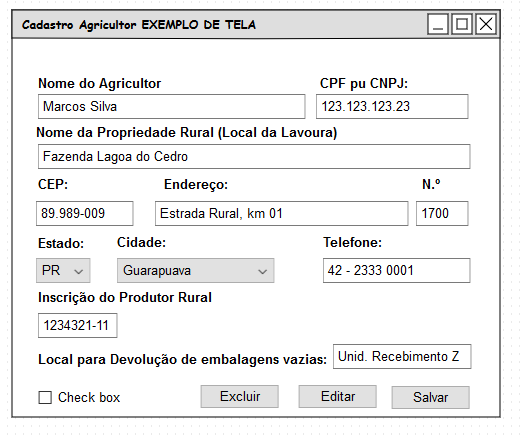 Cadastro Agricultor EXEMPLO DE TELA
Nome do Agricultor CPF pu CNPJ:
Marcos Silva 123.123.123.23
Nome da Propriedade Rural (Local da Lavoura)
Fazenda Lagoa do Cedro
CEP: Endereço: N.º
89.989-009 Estrada Rural, km 01 1700
Estado: Cidade: Telefone:
PR Guarapuava 42 - 2333 0001
Inscrição do Produtor Rural
1234321-11
Local para Devolução de embalagens vazias: Unid. Recebimento Z
Check box Excluir Editar Salvar